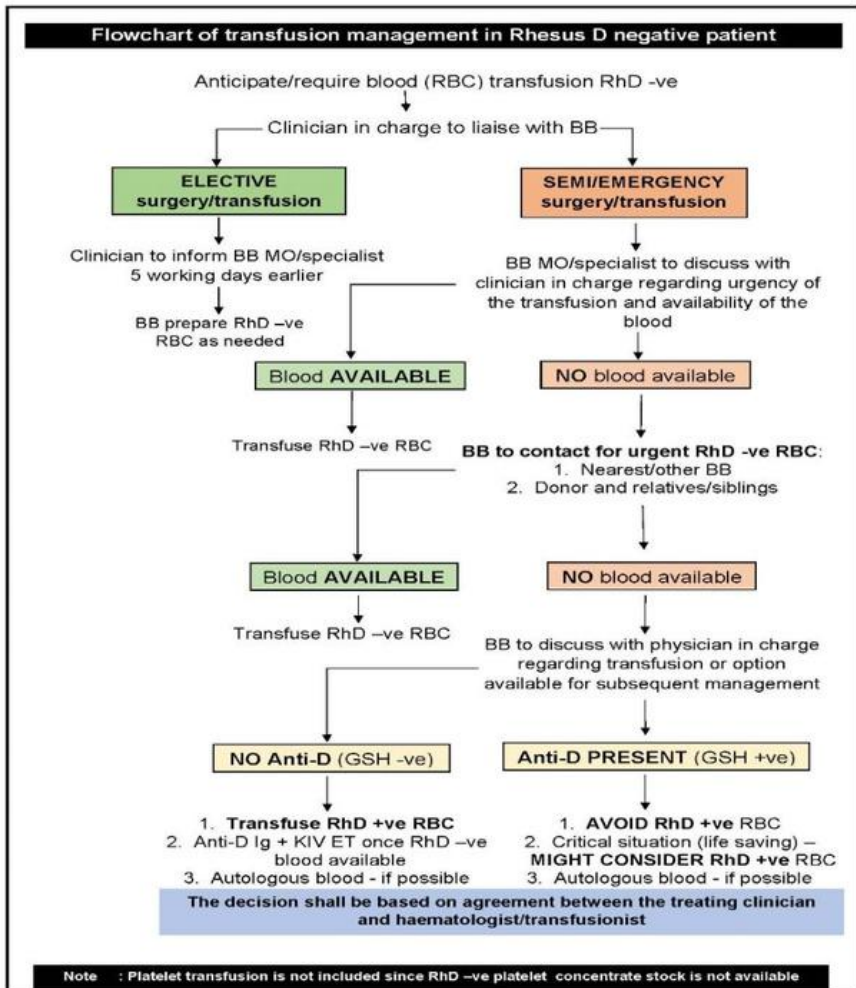 Flowchart of transfusion management in Rhesus D negative patient
Anticipate/require blood (RBC) transfusion RhD -ve
Clinician in charge to liaise with BB
ELECTIVE
surgery/transfusion
Clinician to inform BB MO/specialist
5 working days earlier
BB prepare RhD –ve
RBC as needed
SEMI/EMERGENCY
surgery/transfusion
BB MO/specialist to discuss with
clinician in charge regarding urgency of
the transfusion and availability of the
blood
Blood AVAILABLE
Transfuse RhD –ve RBC
NO blood available
BB to contact for urgent RhD -ve RBC:
1. Nearest/other BB
2. Donor and relatives/siblings
Blood AVAILABLE
Transfuse RhD –ve RBC
NO blood available
BB to discuss with physician in charge
regarding transfusion or option
available for subsequent management
NO Anti-D (GSH -ve)
1. Transfuse RhD +ve RBC
2. Anti-D Ig + KIV ET once RhD –ve
blood available
3. Autologous blood - if possible
Anti-D PRESENT (GSH +ve)
1. AVOID RhD +ve RBC
2. Critical situation (life saving) –
MIGHT CONSIDER RhD +ve RBC
3. Autologous blood - if possible
The decision shall be based on agreement between the treating clinician
and haematologist/transfusionist
Note : Platelet transfusion is not included since RhD –ve platelet concentrate stock is not available